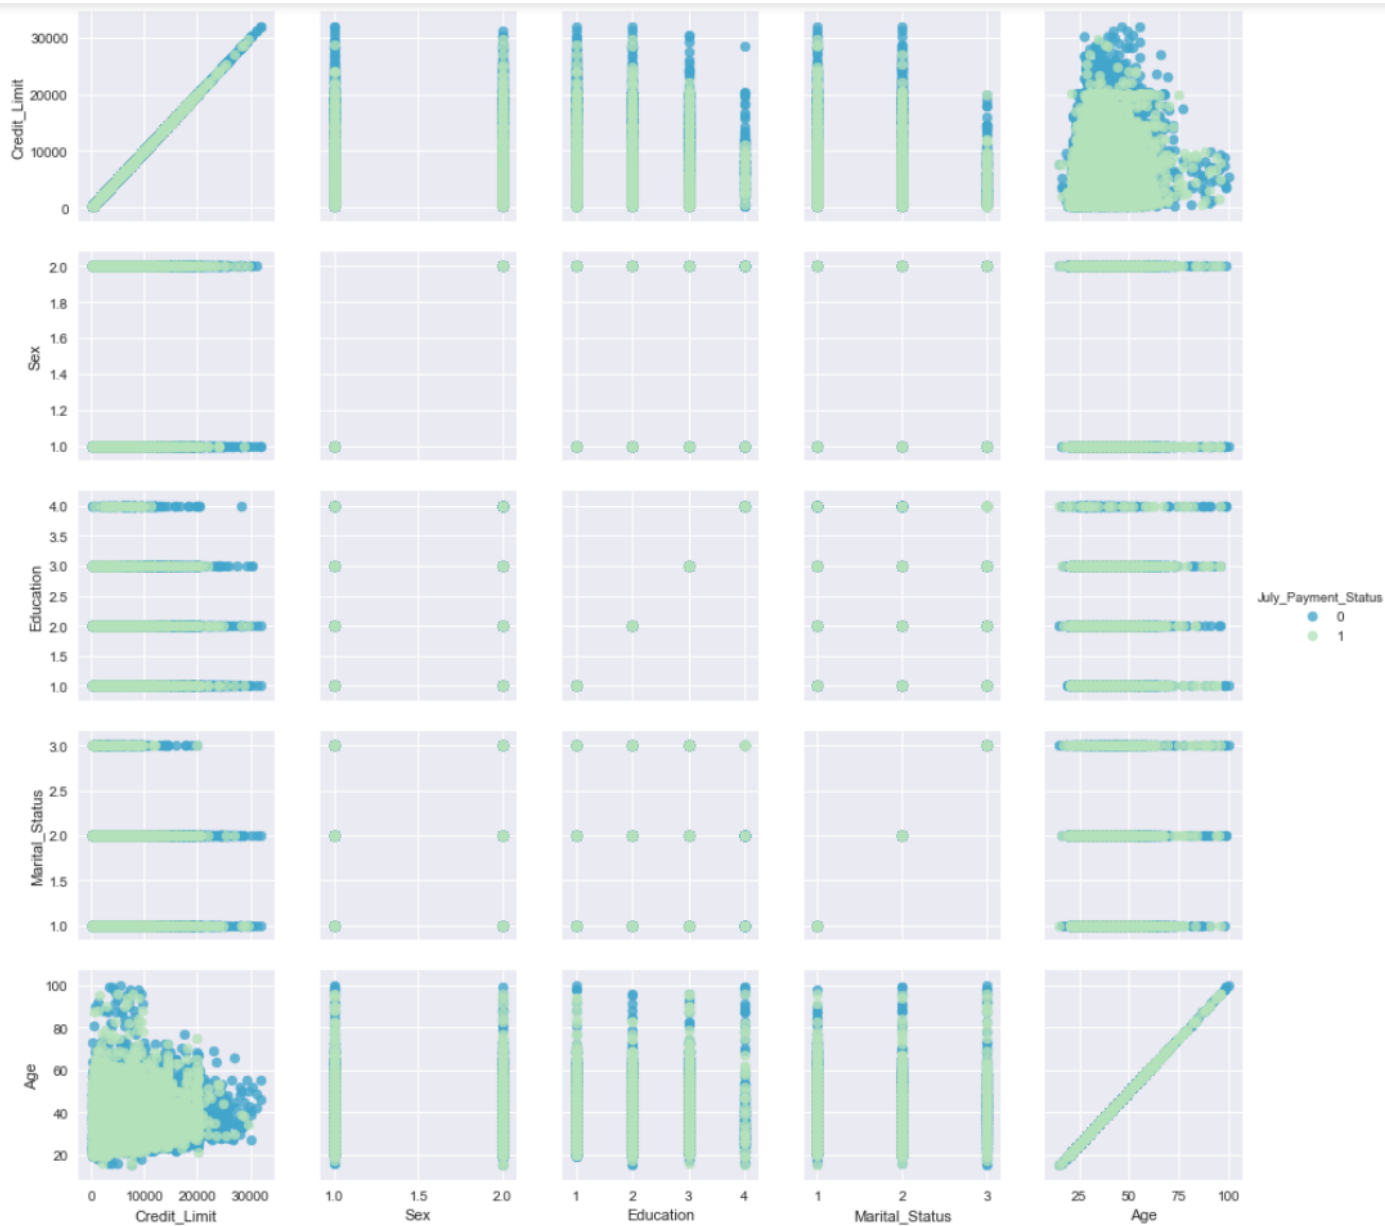 30000
20000
10000
0
Credit_Limit
2.0
1.8
1.6
1.4
1.2
1.0
Sex
4.0
3.5
3.0
2.5
2.0
1.5
1.0
Education
July_Payment_Status
0
1
3.0
2.5
2.0
1.5
1.0
Marital_Status
100
80
60
40
20
Age
0 10000 20000 30000
Credit_Limit
1.0 1.5 2.0
Sex
1 2 3 4
Education
1 2 3
Marital_Status
25 50 75 100
Age